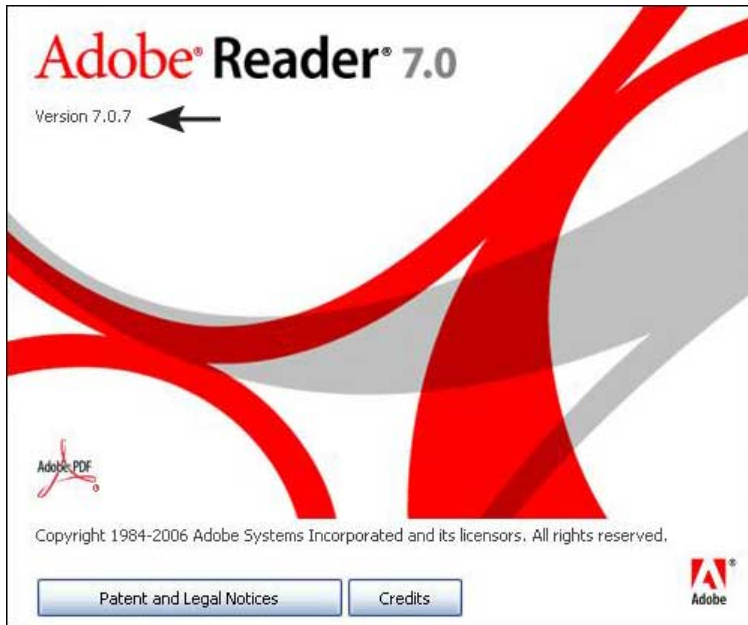 Adobe® Reader® 7.0
Version 7.0.7
Adobe PDF
®
Copyright 1984-2006 Adobe Systems Incorporated and its licensors. All rights reserved.
®
Adobe
Patent and Legal Notices
Credits